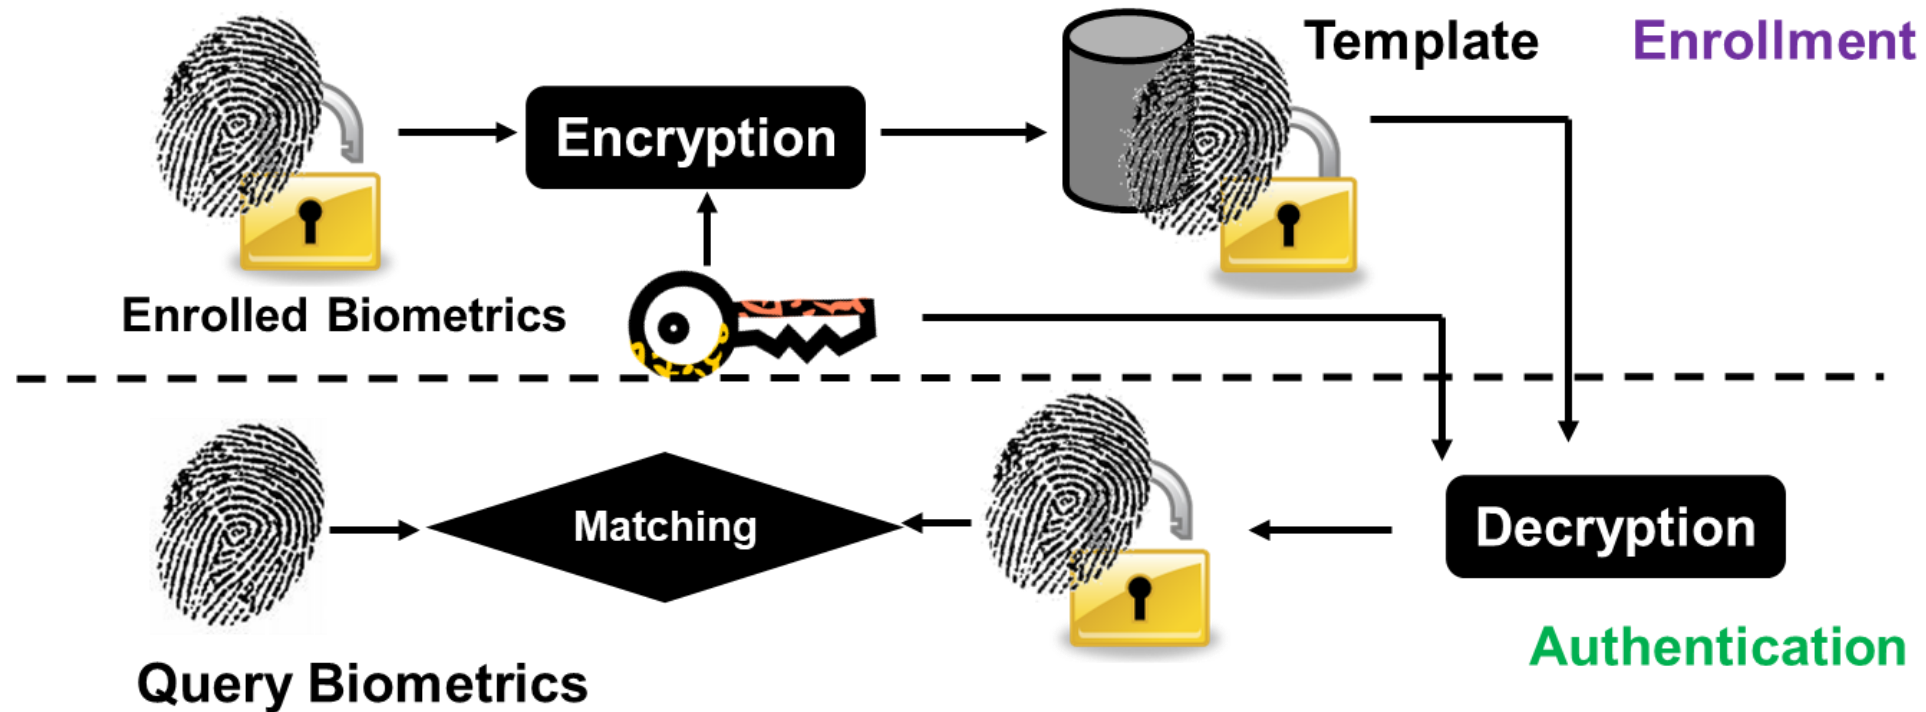 Template
Enrollment
Encryption
Enrolled Biometrics
Matching
Decryption
Authentication
Query Biometrics